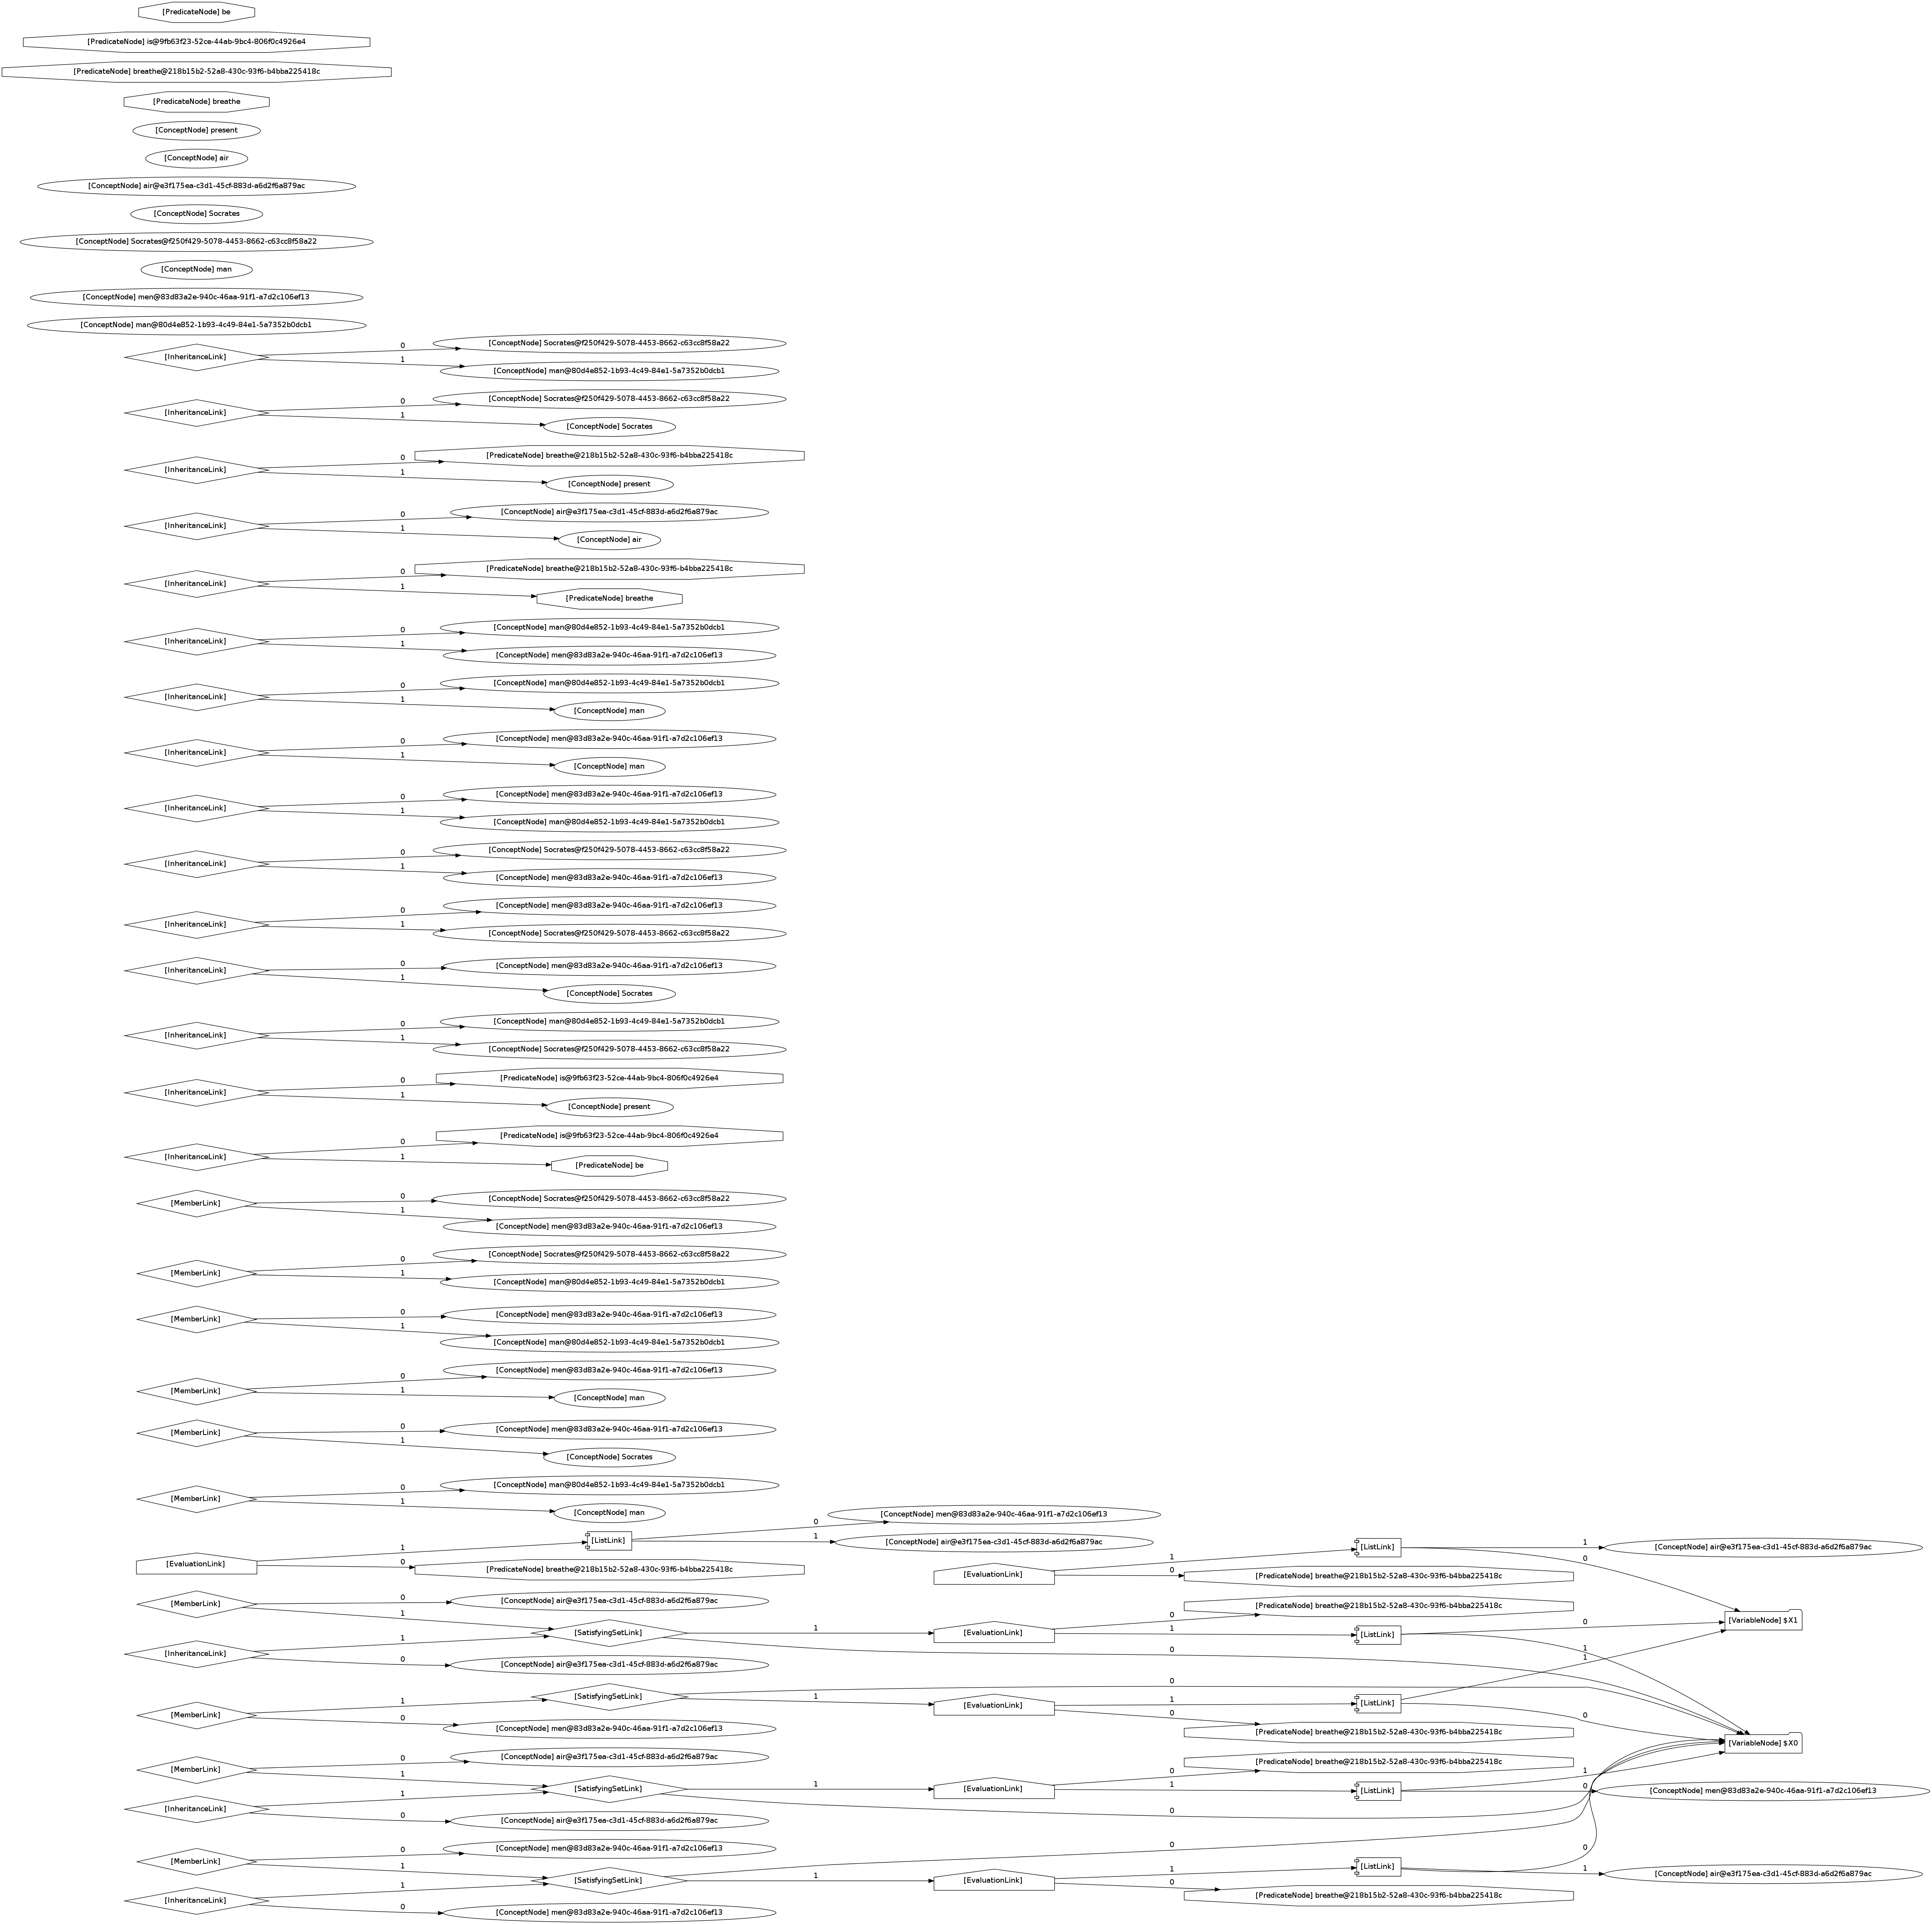 [PredicateNode] be
[PredicateNode] is@9fb63f23-52ce-44ab-9bc4-806f0c4926e4
[PredicateNode] breathe@218b15b2-52a8-430c-93f6-b4bba225418c
[PredicateNode] breathe
[ConceptNode] present
[ConceptNode] air
[ConceptNode] air@e3f175ea-c3d1-45cf-883d-a6d2f6a879ac
[ConceptNode] Socrates
[ConceptNode] Socrates@f250f429-5078-4453-8662-c63cc8f58a22
[ConceptNode] man
[ConceptNode] men@83d83a2e-940c-46aa-91f1-a7d2c106ef13
[ConceptNode] man@80d4e852-1b93-4c49-84e1-5a7352b0dcb1
[InheritanceLink]
0
[ConceptNode] Socrates@f250f429-5078-4453-8662-c63cc8f58a22
1
[ConceptNode] man@80d4e852-1b93-4c49-84e1-5a7352b0dcb1
[InheritanceLink]
0
[ConceptNode] Socrates@f250f429-5078-4453-8662-c63cc8f58a22
1
[ConceptNode] Socrates
[InheritanceLink]
0
[PredicateNode] breathe@218b15b2-52a8-430c-93f6-b4bba225418c
1
[ConceptNode] present
[InheritanceLink]
0
[ConceptNode] air@e3f175ea-c3d1-45cf-883d-a6d2f6a879ac
1
[ConceptNode] air
[InheritanceLink]
0
[PredicateNode] breathe@218b15b2-52a8-430c-93f6-b4bba225418c
1
[PredicateNode] breathe
[InheritanceLink]
0
[ConceptNode] man@80d4e852-1b93-4c49-84e1-5a7352b0dcb1
1
[ConceptNode] men@83d83a2e-940c-46aa-91f1-a7d2c106ef13
[InheritanceLink]
0
[ConceptNode] man@80d4e852-1b93-4c49-84e1-5a7352b0dcb1
1
[ConceptNode] man
[InheritanceLink]
0
[ConceptNode] men@83d83a2e-940c-46aa-91f1-a7d2c106ef13
1
[ConceptNode] man
[InheritanceLink]
0
[ConceptNode] men@83d83a2e-940c-46aa-91f1-a7d2c106ef13
1
[ConceptNode] man@80d4e852-1b93-4c49-84e1-5a7352b0dcb1
[InheritanceLink]
0
[ConceptNode] Socrates@f250f429-5078-4453-8662-c63cc8f58a22
1
[ConceptNode] men@83d83a2e-940c-46aa-91f1-a7d2c106ef13
[InheritanceLink]
0
[ConceptNode] men@83d83a2e-940c-46aa-91f1-a7d2c106ef13
1
[ConceptNode] Socrates@f250f429-5078-4453-8662-c63cc8f58a22
[InheritanceLink]
0
[ConceptNode] men@83d83a2e-940c-46aa-91f1-a7d2c106ef13
1
[ConceptNode] Socrates
[InheritanceLink]
0
[ConceptNode] man@80d4e852-1b93-4c49-84e1-5a7352b0dcb1
1
[ConceptNode] Socrates@f250f429-5078-4453-8662-c63cc8f58a22
[InheritanceLink]
0
[PredicateNode] is@9fb63f23-52ce-44ab-9bc4-806f0c4926e4
1
[ConceptNode] present
[InheritanceLink]
0
[PredicateNode] is@9fb63f23-52ce-44ab-9bc4-806f0c4926e4
1
[PredicateNode] be
[MemberLink]
0
[ConceptNode] Socrates@f250f429-5078-4453-8662-c63cc8f58a22
1
[ConceptNode] men@83d83a2e-940c-46aa-91f1-a7d2c106ef13
[MemberLink]
0
[ConceptNode] Socrates@f250f429-5078-4453-8662-c63cc8f58a22
1
[ConceptNode] man@80d4e852-1b93-4c49-84e1-5a7352b0dcb1
[MemberLink]
0
[ConceptNode] men@83d83a2e-940c-46aa-91f1-a7d2c106ef13
1
[ConceptNode] man@80d4e852-1b93-4c49-84e1-5a7352b0dcb1
[MemberLink]
0
[ConceptNode] men@83d83a2e-940c-46aa-91f1-a7d2c106ef13
1
[ConceptNode] man
[MemberLink]
0
[ConceptNode] men@83d83a2e-940c-46aa-91f1-a7d2c106ef13
1
[ConceptNode] Socrates
[MemberLink]
0
[ConceptNode] man@80d4e852-1b93-4c49-84e1-5a7352b0dcb1
1
[ConceptNode] man
[EvaluationLink]
1
[ListLink]
0
[ConceptNode] men@83d83a2e-940c-46aa-91f1-a7d2c106ef13
1
[ConceptNode] air@e3f175ea-c3d1-45cf-883d-a6d2f6a879ac
0
[PredicateNode] breathe@218b15b2-52a8-430c-93f6-b4bba225418c
[EvaluationLink]
1
[ListLink]
1
[ConceptNode] air@e3f175ea-c3d1-45cf-883d-a6d2f6a879ac
0
0
[PredicateNode] breathe@218b15b2-52a8-430c-93f6-b4bba225418c
[VariableNode] $X1
[MemberLink]
0
[ConceptNode] air@e3f175ea-c3d1-45cf-883d-a6d2f6a879ac
1
[SatisfyingSetLink]
1
[EvaluationLink]
0
[PredicateNode] breathe@218b15b2-52a8-430c-93f6-b4bba225418c
1
[ListLink]
0
1
0
[InheritanceLink]
1
0
[ConceptNode] air@e3f175ea-c3d1-45cf-883d-a6d2f6a879ac
[MemberLink]
1
[SatisfyingSetLink]
0
1
[EvaluationLink]
1
[ListLink]
1
0
0
[PredicateNode] breathe@218b15b2-52a8-430c-93f6-b4bba225418c
0
[ConceptNode] men@83d83a2e-940c-46aa-91f1-a7d2c106ef13
[VariableNode] $X0
[MemberLink]
0
[ConceptNode] air@e3f175ea-c3d1-45cf-883d-a6d2f6a879ac
1
[SatisfyingSetLink]
1
[EvaluationLink]
0
[PredicateNode] breathe@218b15b2-52a8-430c-93f6-b4bba225418c
1
[ListLink]
1
0
[ConceptNode] men@83d83a2e-940c-46aa-91f1-a7d2c106ef13
0
[InheritanceLink]
1
0
[ConceptNode] air@e3f175ea-c3d1-45cf-883d-a6d2f6a879ac
[MemberLink]
0
[ConceptNode] men@83d83a2e-940c-46aa-91f1-a7d2c106ef13
1
[SatisfyingSetLink]
0
1
[EvaluationLink]
1
[ListLink]
0
1
[ConceptNode] air@e3f175ea-c3d1-45cf-883d-a6d2f6a879ac
0
[PredicateNode] breathe@218b15b2-52a8-430c-93f6-b4bba225418c
[InheritanceLink]
1
0
[ConceptNode] men@83d83a2e-940c-46aa-91f1-a7d2c106ef13